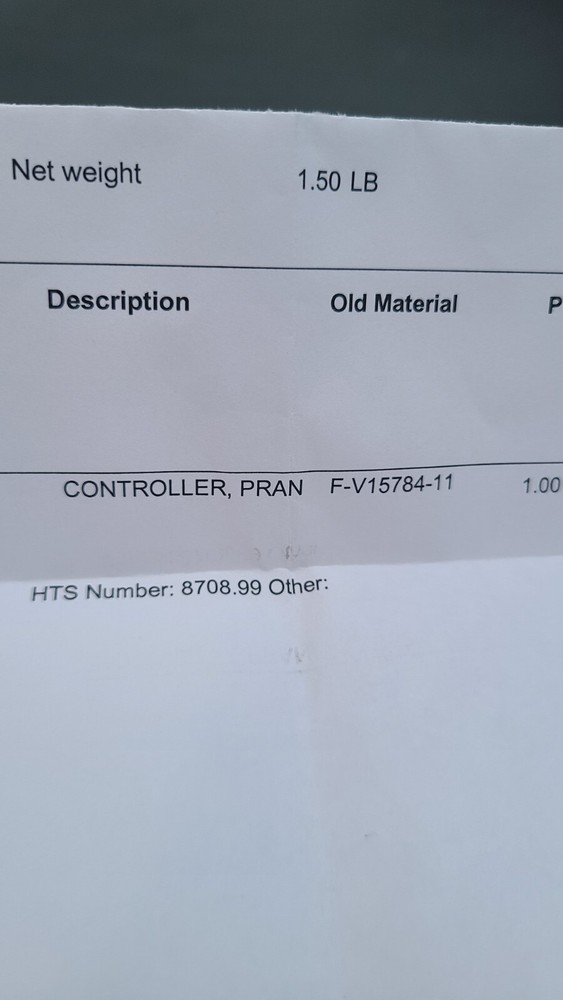 Net weight 1.50 LB
Description Old Material P
CONTROLLER, PRAN F-V15784-11 1.00
HTS Number: 8708.99 Other: